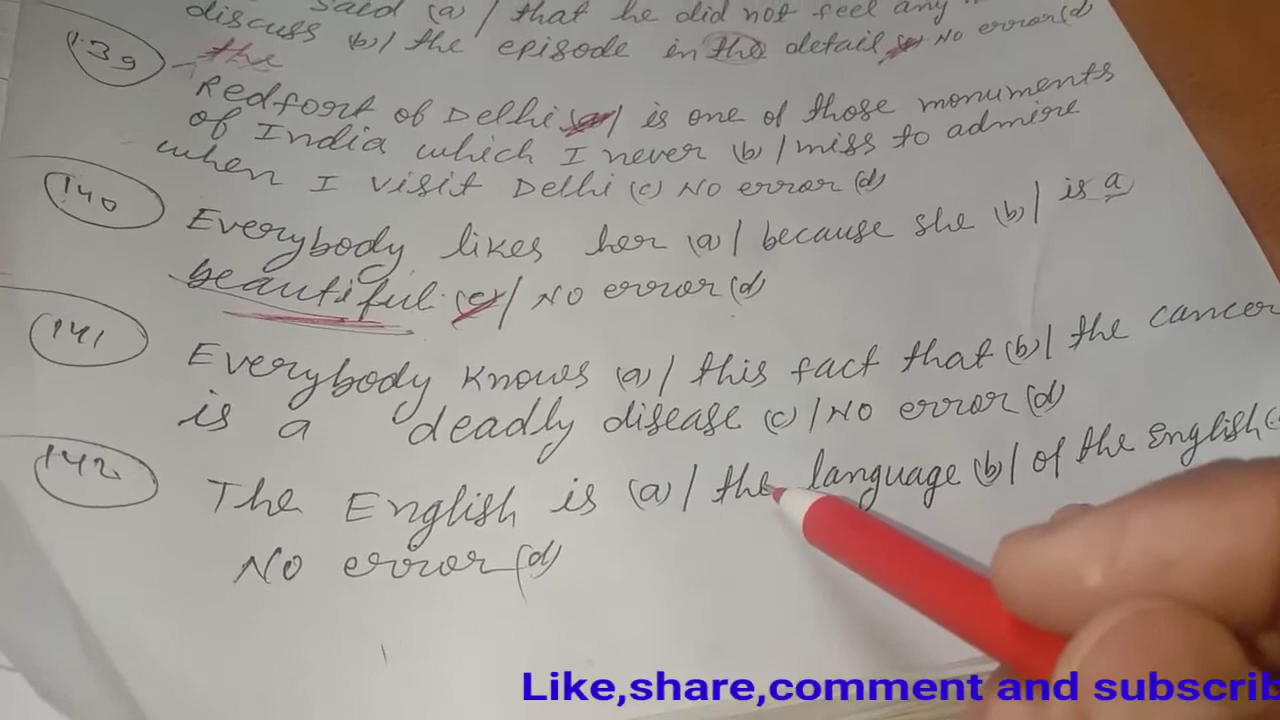 said (a) / that he did not feel any
discuss (b) / the episode in the detail (c) No error (d)
139 the
Redfort of Delhi (a) / is one of those monuments
of India which I never (b) / miss to admire
when I visit Delhi (c) No error (d)
140 Everybody likes her (a) / because she (b) / is a
beautiful (c) / No error (d)
141 Everybody knows (a) / this fact that (b) / the cancer
is a deadly disease (c) / No error (d)
142 The English is (a) / the language (b) / of the English
No error (d)
Like,share,comment and subscrib